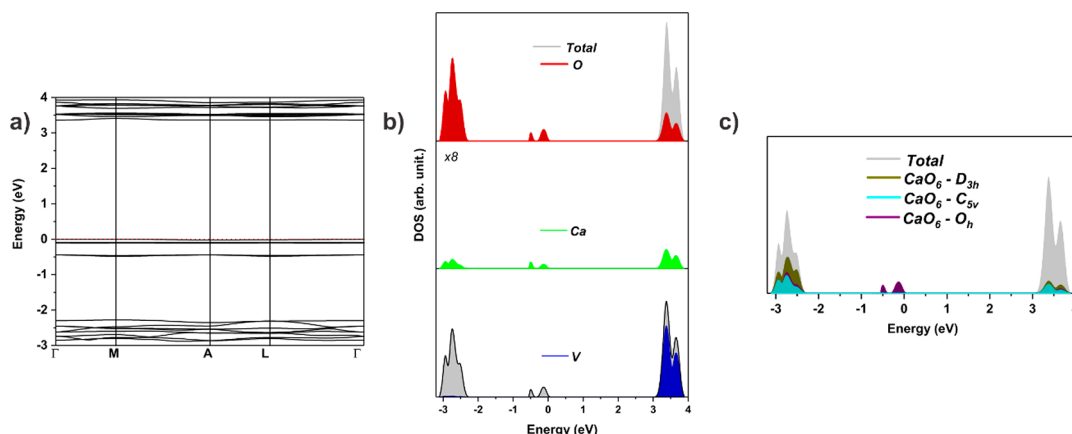 a)
Energy (eV)
4
3
2
1
0
-1
-2
-3
Γ M A L Γ
b)
DOS (arb. unit.)
Total
O
x8
Ca
V
-3 -2 -1 0 1 2 3 4
Energy (eV)
c)
Total
CaO6 - D3h
CaO6 - C5v
CaO6 - Oh
-3 -2 -1 0 1 2 3
Energy (eV)